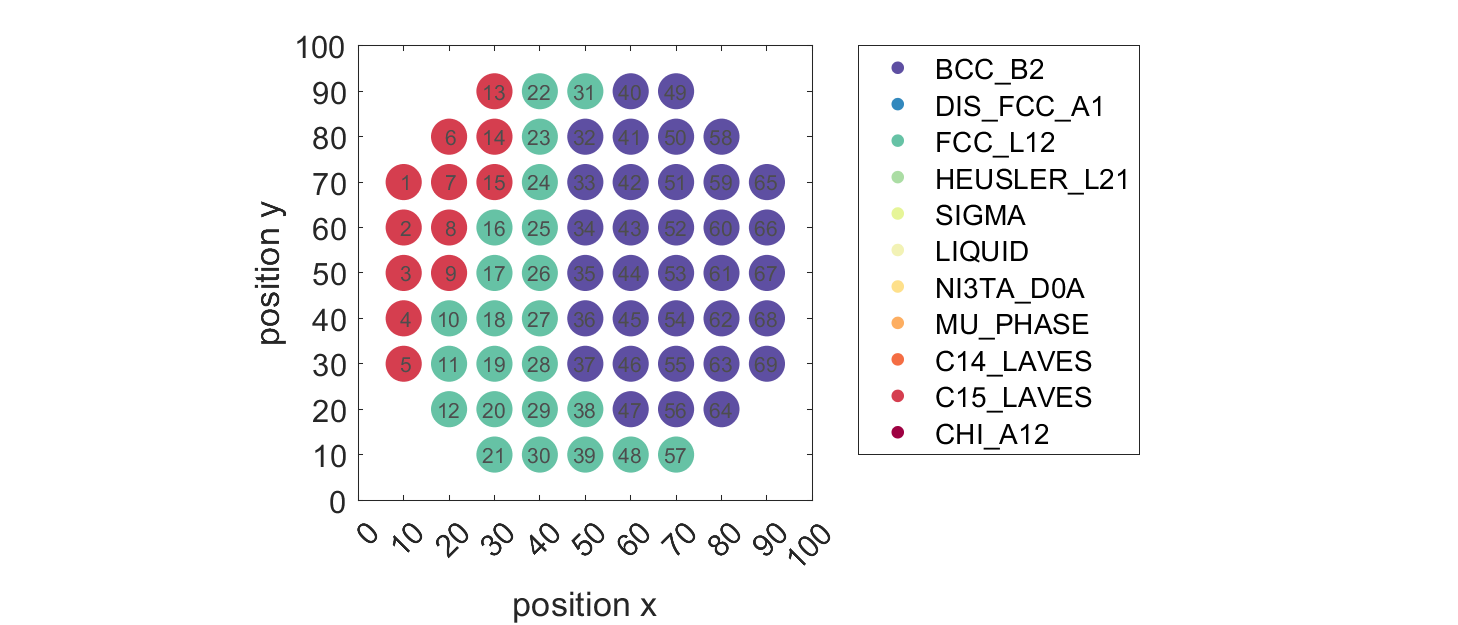 100
90
80
70
60
50
40
30
20
10
0
position y
13 22 31 40 49
6 14 23 32 41 50 58
1 7 15 24 33 42 51 59 65
2 8 16 25 34 43 52 60 66
3 9 17 26 35 44 53 61 67
4 10 18 27 36 45 54 62 68
5 11 19 28 37 46 55 63 69
12 20 29 38 47 56 64
21 30 39 48 57
0 10 20 30 40 50 60 70 80 90 100
position x
BCC_B2
DIS_FCC_A1
FCC_L12
HEUSLER_L21
SIGMA
LIQUID
NI3TA_D0A
MU_PHASE
C14_LAVES
C15_LAVES
CHI_A12